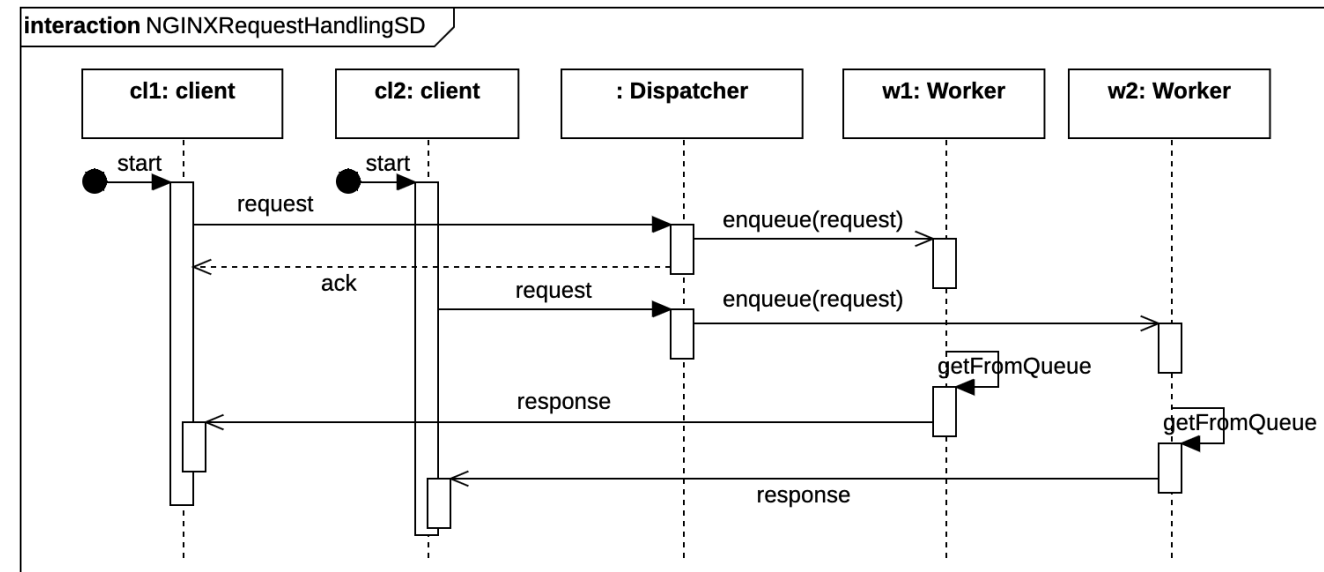 interaction NGINXRequestHandlingSD
cl1: client
cl2: client
: Dispatcher
w1: Worker
w2: Worker
start
start
request
enqueue(request)
ack
request
enqueue(request)
getFromQueue
response
getFromQueue
response